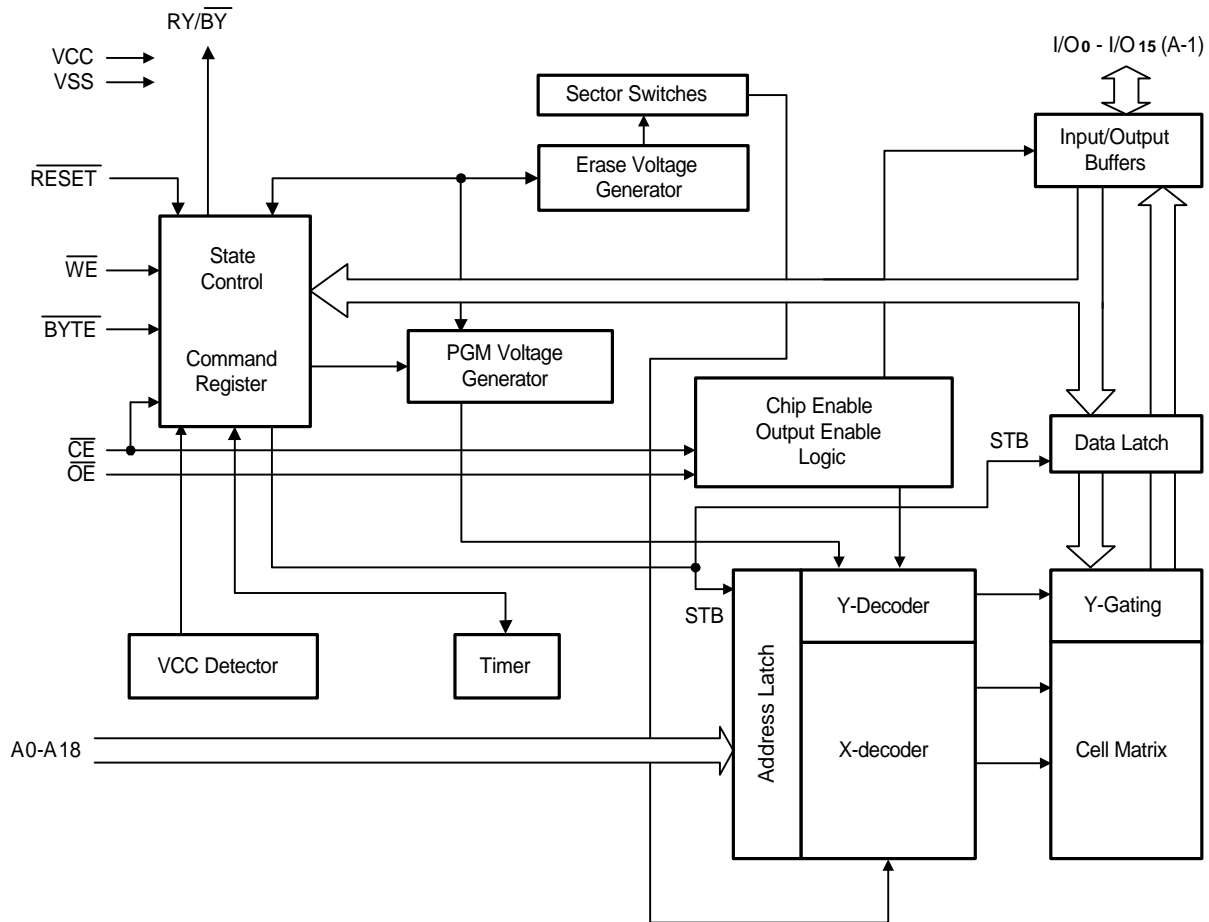 RY/BY
VCC
VSS
I/O0 - I/O15 (A-1)
Sector Switches
Input/Output
Buffers
Erase Voltage
Generator
RESET
State
Control
WE
BYTE
Command
Register
PGM Voltage
Generator
Chip Enable
Output Enable
Logic
CE
OE
STB
Data Latch
STB
Y-Decoder
Y-Gating
VCC Detector
Timer
Address Latch
A0-A18
X-decoder
Cell Matrix